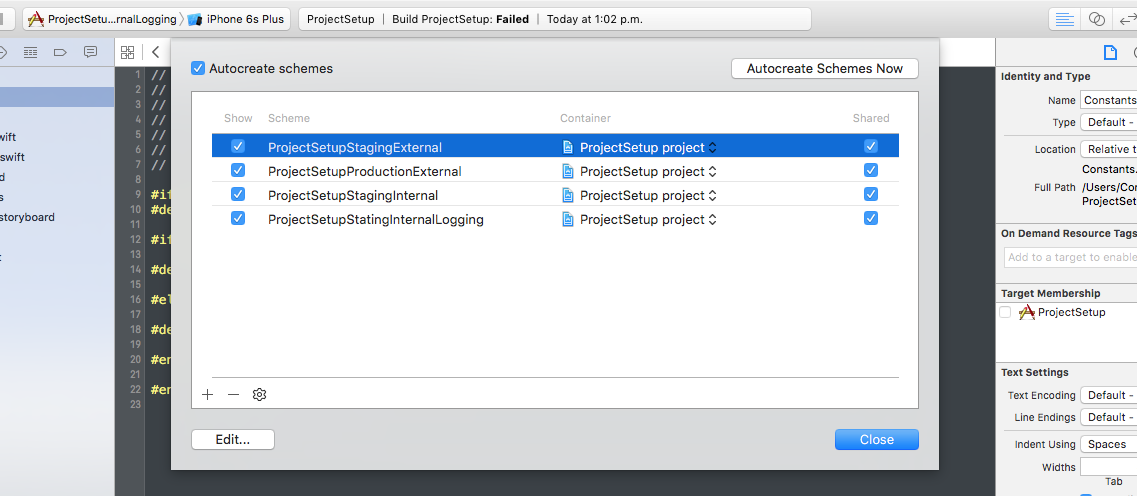 ProjectSetu...rnalLogging iPhone 6s Plus ProjectSetup | Build ProjectSetup: Failed | Today at 1:02 p.m.
Autocreate schemes Autocreate Schemes Now
Show Scheme Container Shared
ProjectSetupStagingExternal ProjectSetup project
ProjectSetupProductionExternal ProjectSetup project
ProjectSetupStagingInternal ProjectSetup project
ProjectSetupStatingInternalLogging ProjectSetup project
+ −
Edit... Close
wift
swift
d
s
storyboard
t
1 //
2 //
3 //
4 //
5 //
6 //
7 //
8
9 #if
10 #de
11
12 #if
13
14 #de
15
16 #el
17
18 #de
19
20 #en
21
22 #en
23
Identity and Type
Name Constants
Type Default -
Location Relative t
Constants.
Full Path /Users/Cor
ProjectSet
On Demand Resource Tags
Add to a target to enable
Target Membership
ProjectSetup
Text Settings
Text Encoding Default -
Line Endings Default -
Indent Using Spaces
Widths
Tab